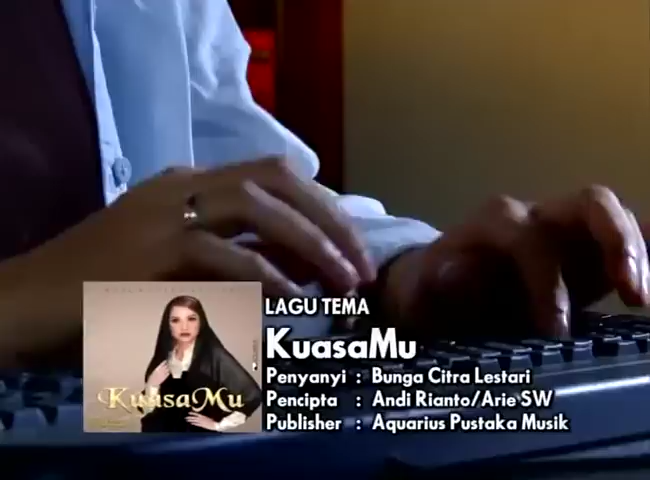 LAGU TEMA
KuasaMu
Penyanyi : Bunga Citra Lestari
Pencipta : Andi Rianto/Arie SW
Publisher : Aquarius Pustaka Musik
KuasaMu